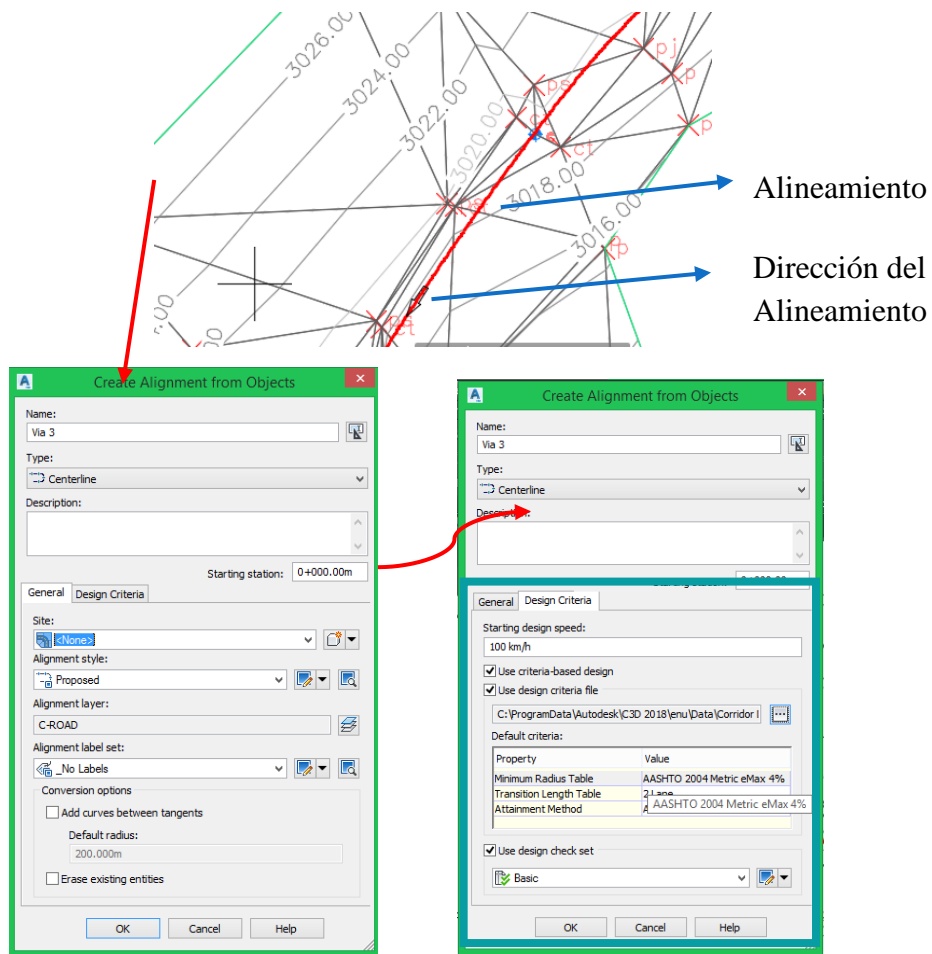 3026.00
3024.00
3022.00
3020.00
3018.00
3016.00
pj
p
ps
ct
p
p
Alineamiento
Dirección del
Alineamiento
Create Alignment from Objects
Name:
Via 3
Type:
Centerline
Description:
Starting station: 0+000.00m
General Design Criteria
Site:
<None>
Alignment style:
Proposed
Alignment layer:
C-ROAD
Alignment label set:
_No Labels
Conversion options
Add curves between tangents
Default radius:
200.000m
Erase existing entities
OK Cancel Help
Create Alignment from Objects
Name:
Via 3
Type:
Centerline
Description:
General Design Criteria
Starting design speed:
100 km/h
Use criteria-based design
Use design criteria file
C:\ProgramData\Autodesk\C3D 2018\enu\Data\Corridor
Default criteria:
Property Value
Minimum Radius Table AASHTO 2004 Metric eMax 4%
Transition Length Table 2 Lane
Attainment Method
AASHTO 2004 Metric eMax 4%
Use design check set
Basic
OK Cancel Help